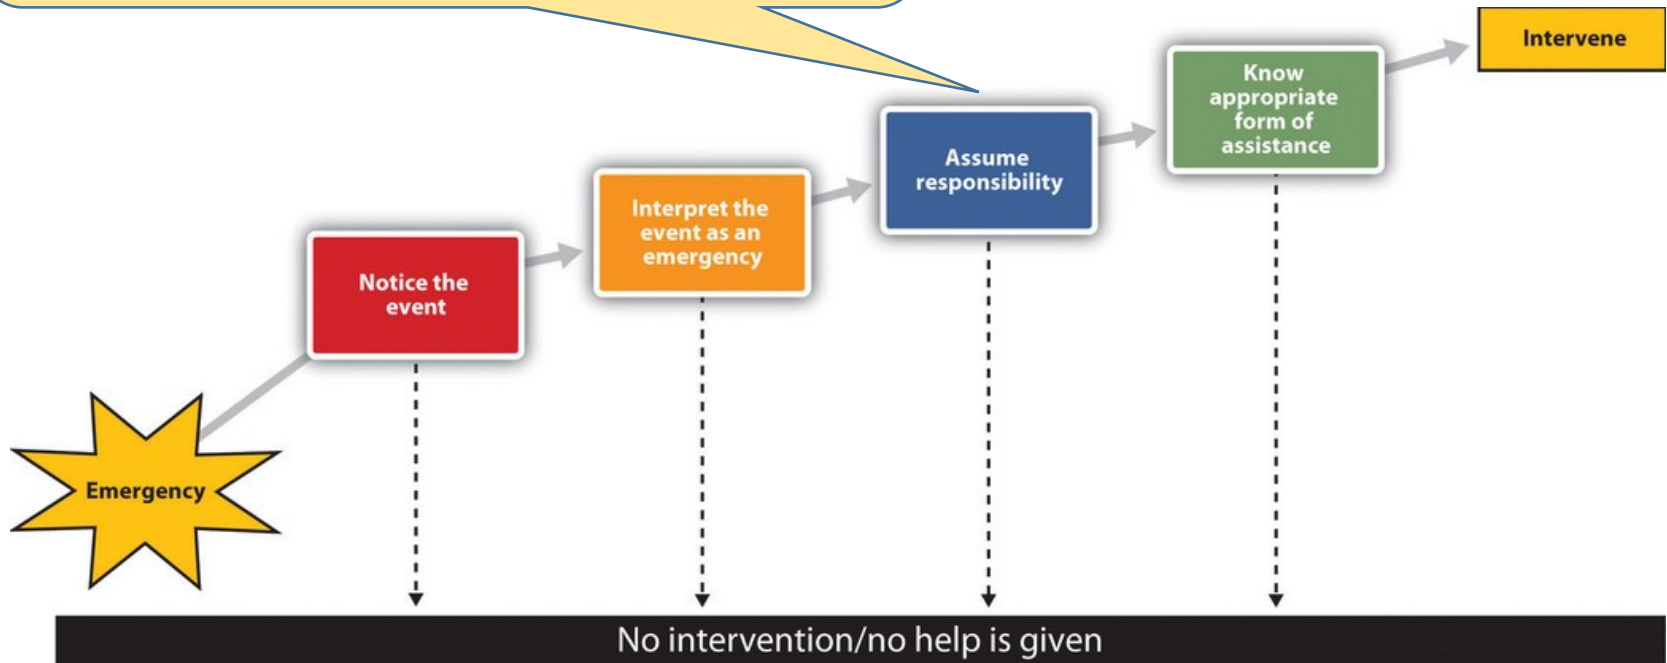 Intervene
Know
appropriate
form of
assistance
Assume
responsibility
Interpret the
event as an
emergency
Notice the
event
Emergency
No intervention/no help is given